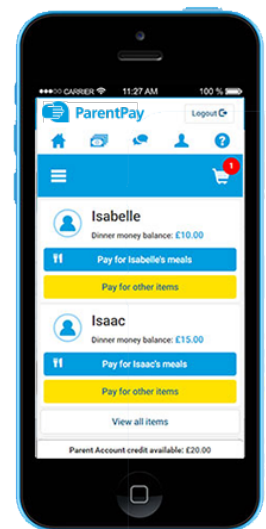 CARRIER 11:27 AM 100 %
ParentPay Logout
1
Isabelle
Dinner money balance: £10.00
Pay for Isabelle's meals
Pay for other items
Isaac
Dinner money balance: £15.00
Pay for Isaac's meals
Pay for other items
View all items
Parent Account credit available: £20.00